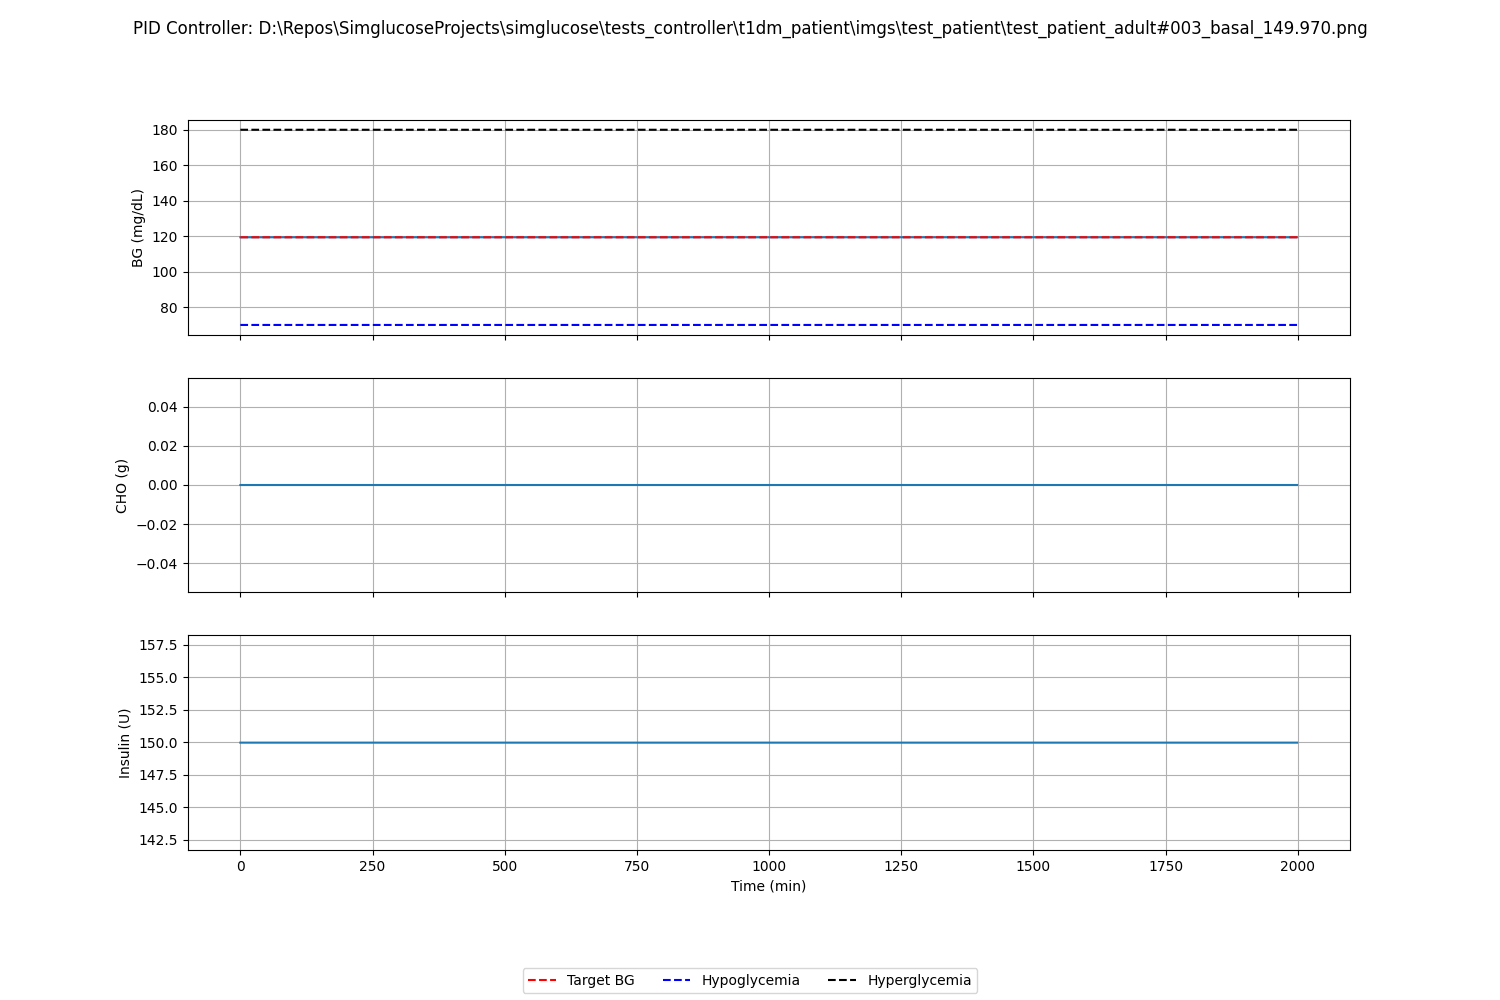 PID Controller: D:\Repos\SimglucoseProjects\simglucose\tests_controller\t1dm_patient\imgs\test_patient\test_patient_adult#003_basal_149.970.png
180
160
140
120
100
80
BG (mg/dL)
0.04
0.02
0.00
−0.02
−0.04
CHO (g)
157.5
155.0
152.5
150.0
147.5
145.0
142.5
Insulin (U)
0 250 500 750 1000 1250 1500 1750 2000
Time (min)
Target BG Hypoglycemia Hyperglycemia